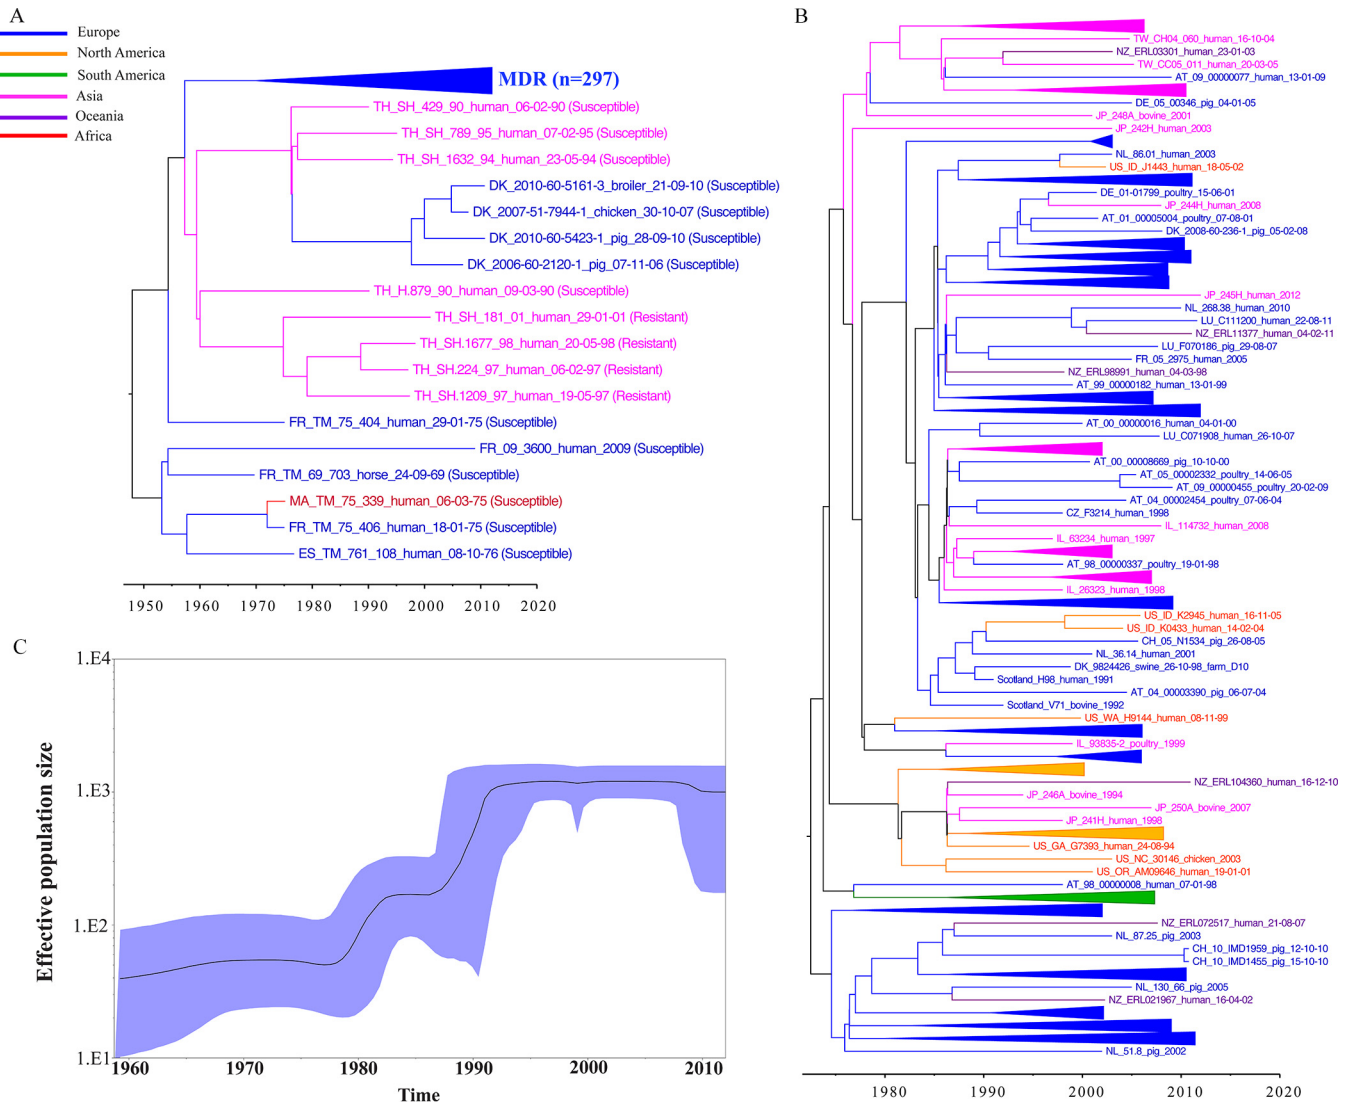 A
Europe
North America
South America
Asia
Oceania
Africa
MDR (n=297)
TH_SH_429_90_human_06-02-90 (Susceptible)
TH_SH_789_95_human_07-02-95 (Susceptible)
TH_SH_1632_94_human_23-05-94 (Susceptible)
DK_2010-60-5161-3_broiler_21-09-10 (Susceptible)
DK_2007-51-7944-1_chicken_30-10-07 (Susceptible)
DK_2010-60-5423-1_pig_28-09-10 (Susceptible)
DK_2006-60-2120-1_pig_07-11-06 (Susceptible)
TH_H.879_90_human_09-03-90 (Susceptible)
TH_SH_181_01_human_29-01-01 (Resistant)
TH_SH.1677_98_human_20-05-98 (Resistant)
TH_SH.224_97_human_06-02-97 (Resistant)
TH_SH.1209_97_human_19-05-97 (Resistant)
FR_TM_75_404_human_29-01-75 (Susceptible)
FR_09_3600_human_2009 (Susceptible)
FR_TM_69_703_horse_24-09-69 (Susceptible)
MA_TM_75_339_human_06-03-75 (Susceptible)
FR_TM_75_406_human_18-01-75 (Susceptible)
ES_TM_761_108_human_08-10-76 (Susceptible)
1950 1960 1970 1980 1990 2000 2010 2020
B
TW_CH04_060_human_16-10-04
NZ_ERL03301_human_23-01-03
TW_CC05_011_human_20-03-05
AT_09_00000077_human_13-01-09
DE_05_00346_pig_04-01-05
JP_248A_bovine_2001
JP_242H_human_2003
NL_86.01_human_2003
US_ID_J1443_human_18-05-02
DE_01-01799_poultry_15-06-01
JP_244H_human_2008
AT_01_00005004_poultry_07-08-01
DK_2008-60-236-1_pig_05-02-08
JP_245H_human_2012
NL_268.38_human_2010
LU_C111200_human_22-08-11
NZ_ERL11377_human_04-02-11
LU_F070186_pig_29-08-07
FR_05_2975_human_2005
NZ_ERL98991_human_04-03-98
AT_99_00000182_human_13-01-99
AT_00_00000016_human_04-01-00
LU_C071908_human_26-10-07
AT_00_00008669_pig_10-10-00
AT_05_00002332_poultry_14-06-05
AT_09_00000455_poultry_20-02-09
AT_04_00002454_poultry_07-06-04
CZ_F3214_human_1998
IL_114732_human_2008
IL_63234_human_1997
AT_98_00000337_poultry_19-01-98
IL_26323_human_1998
US_ID_K2945_human_16-11-05
US_ID_K0433_human_14-02-04
CH_05_N1534_pig_26-08-05
NL_36.14_human_2001
DK_9824426_swine_26-10-98_farm_D10
Scotland_H98_human_1991
AT_04_00003390_pig_06-07-04
Scotland_V71_bovine_1992
US_WA_H9144_human_08-11-99
IL_93835-2_poultry_1999
NZ_ERL104360_human_16-12-10
JP_246A_bovine_1994
JP_250A_bovine_2007
JP_241H_human_1998
US_GA_G7393_human_24-08-94
US_NC_30146_chicken_2003
US_OR_AM09646_human_19-01-01
AT_98_00000008_human_07-01-98
NZ_ERL072517_human_21-08-07
NL_87.25_pig_2003
CH_10_IMD1959_pig_12-10-10
CH_10_IMD1455_pig_15-10-10
NL_130_66_pig_2005
NZ_ERL021967_human_16-04-02
NL_51.8_pig_2002
1980 1990 2000 2010 2020
C
Effective population size
1.E4
1.E3
1.E2
1.E1
1960 1970 1980 1990 2000 2010
Time